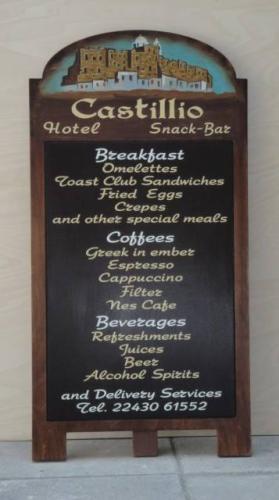 Castillio
Hotel Snack-Bar
Breakfast
Omelettes
Toast Club Sandwiches
Fried Eggs
Crepes
and other special meals
Coffees
Greek in ember
Espresso
Cappuccino
Filter
Nes Cafe
Beverages
Refreshments
Juices
Beer
Alcohol Spirits
and Delivery Services
Tel. 22430 61552